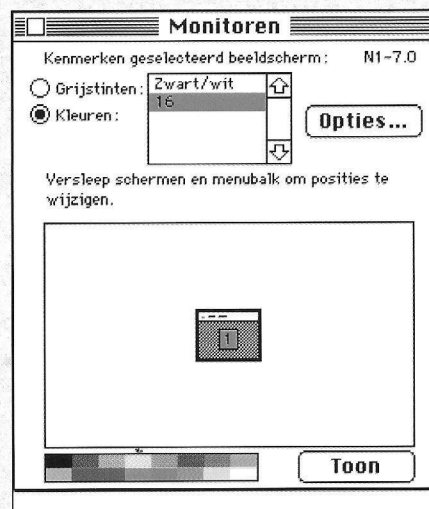 Monitoren
Kenmerken geselecteerd beeldscherm: N1-7.0
Grijstinten: Zwart/wit
Kleuren: 16
Opties...
Versleep schermen en menubalk om posities te
wijzigen.
1
Toon